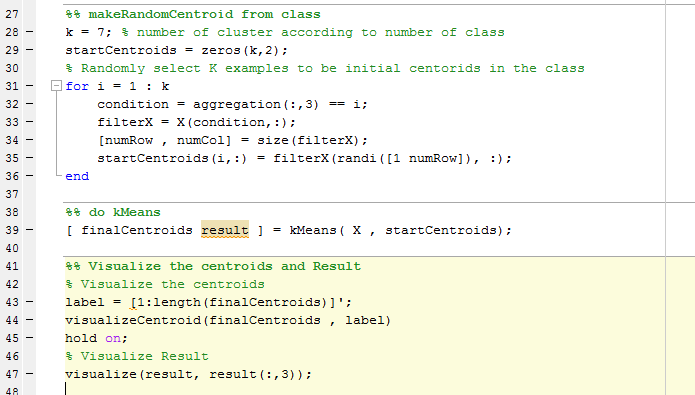 27 %% makeRandomCentroid from class
28 – k = 7; % number of cluster according to number of class
29 – startCentroids = zeros(k,2);
30 % Randomly select K examples to be initial centorids in the class
31 – for i = 1 : k
32 – condition = aggregation(:,3) == i;
33 – filterX = X(condition,:);
34 – [numRow , numCol] = size(filterX);
35 – startCentroids(i,:) = filterX(randi([1 numRow]), :);
36 – end
37
38 %% do kMeans
39 – [ finalCentroids result ] = kMeans( X , startCentroids);
40
41 %% Visualize the centroids and Result
42 % Visualize the centroids
43 – label = [1:length(finalCentroids)]';
44 – visualizeCentroid(finalCentroids , label)
45 – hold on;
46 % Visualize Result
47 – visualize(result, result(:,3));
48